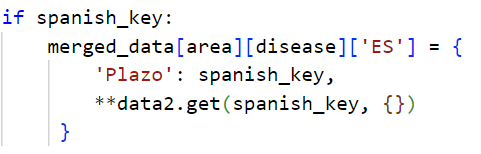 if spanish_key:
    merged_data[area][disease]['ES'] = {
        'Plazo': spanish_key,
        **data2.get(spanish_key, {})
    }